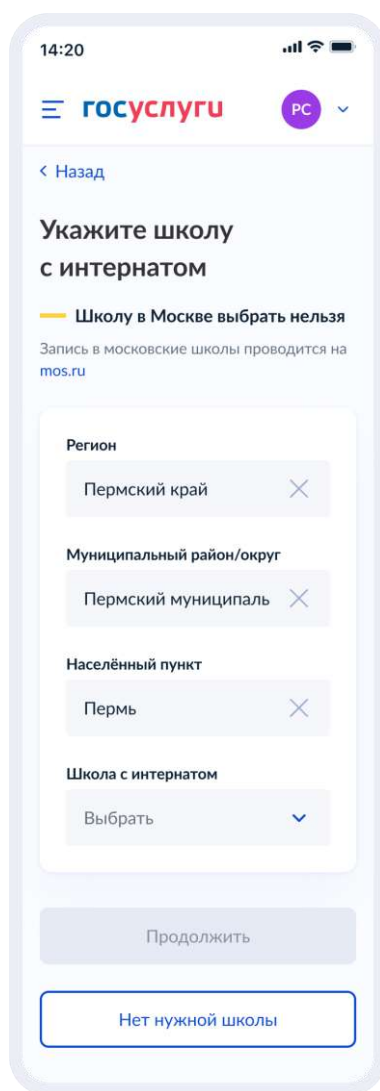 14:20
госуслуги
РС
Назад
Укажите школу
с интернатом
Школу в Москве выбрать нельзя
Запись в московские школы проводится на
mos.ru
Регион
Пермский край
Муниципальный район/округ
Пермский муниципаль
Населённый пункт
Пермь
Школа с интернатом
Выбрать
Продолжить
Нет нужной школы